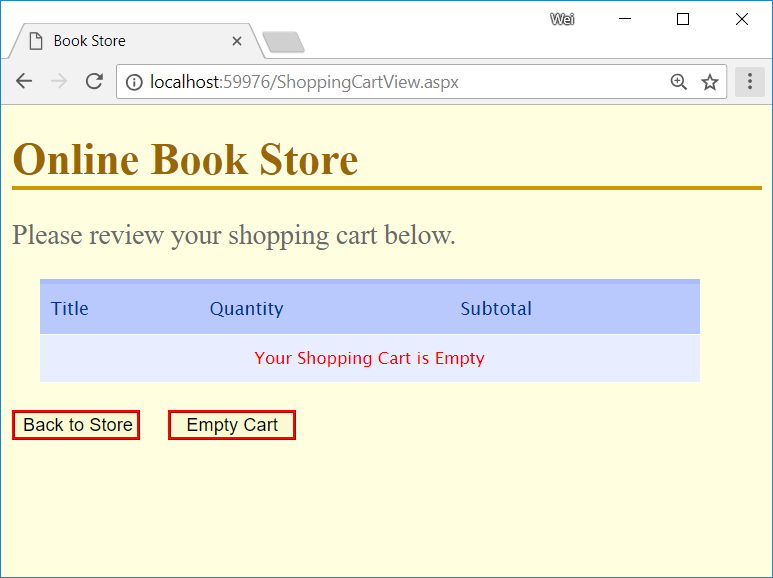 Wei
Book Store
localhost:59976/ShoppingCartView.aspx
Online Book Store
Please review your shopping cart below.
Title Quantity Subtotal
Your Shopping Cart is Empty
Back to Store Empty Cart